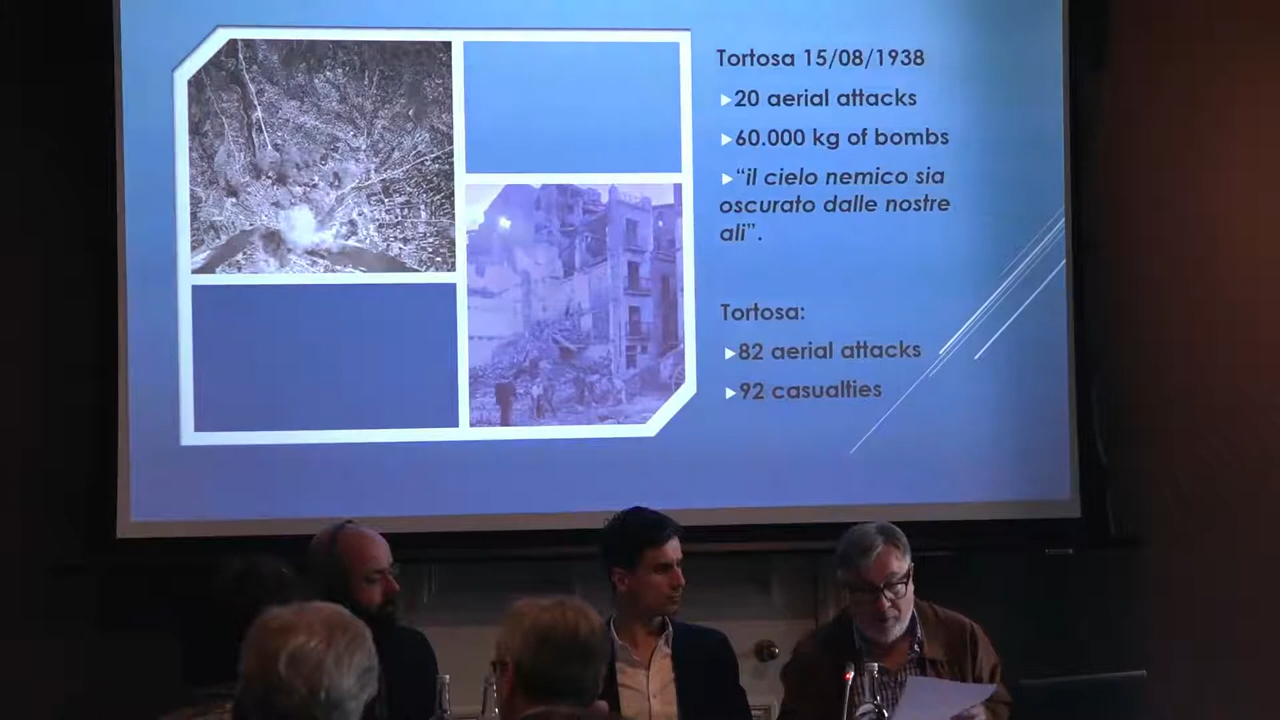 Tortosa 15/08/1938
▸20 aerial attacks
▸60.000 kg of bombs
▸“il cielo nemico sia
oscurato dalle nostre
ali”.
Tortosa:
▸82 aerial attacks
▸92 casualties